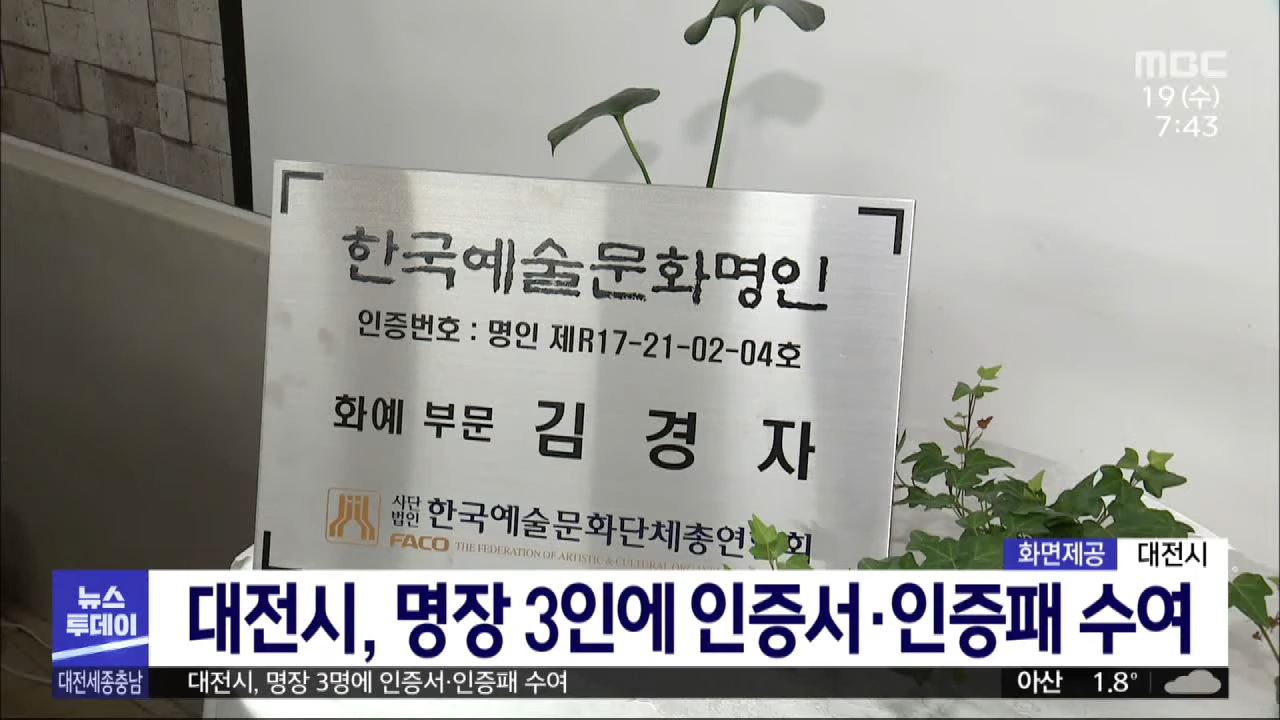 MBC
19(수)
7:43
한국예술문화명인
인증번호 : 명인 제R17-21-02-04호
화예 부문 김 경 자
사단법인 한국예술문화단체총연 회
FACO THE FEDERATION OF ARTISTIC & CULTURAL
화면제공 대전시
뉴스투데이
대전시, 명장 3인에 인증서·인증패 수여
대전세종충남 대전시, 명장 3명에 인증서·인증패 수여 아산 1.8°